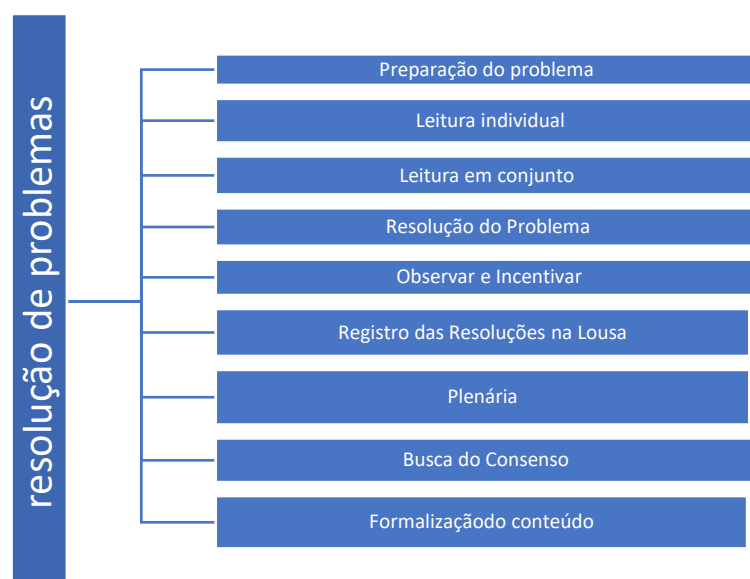 resolução de problemas
Preparação do problema
Leitura individual
Leitura em conjunto
Resolução do Problema
Observar e Incentivar
Registro das Resoluções na Lousa
Plenária
Busca do Consenso
Formalizaçãodo conteúdo